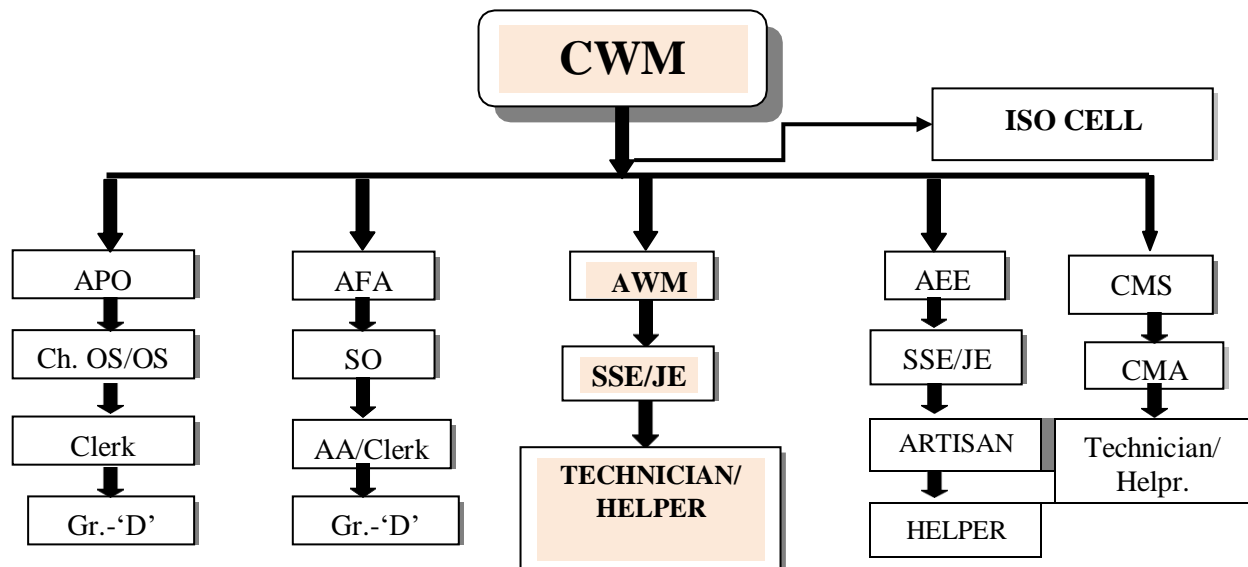 CWM
ISO CELL
APO
AFA
AWM
AEE
CMS
Ch. OS/OS
SO
SSE/JE
SSE/JE
CMA
Clerk
AA/Clerk
TECHNICIAN/
HELPER
ARTISAN
Technician/
Helpr.
Gr.-‘D’
Gr.-‘D’
HELPER